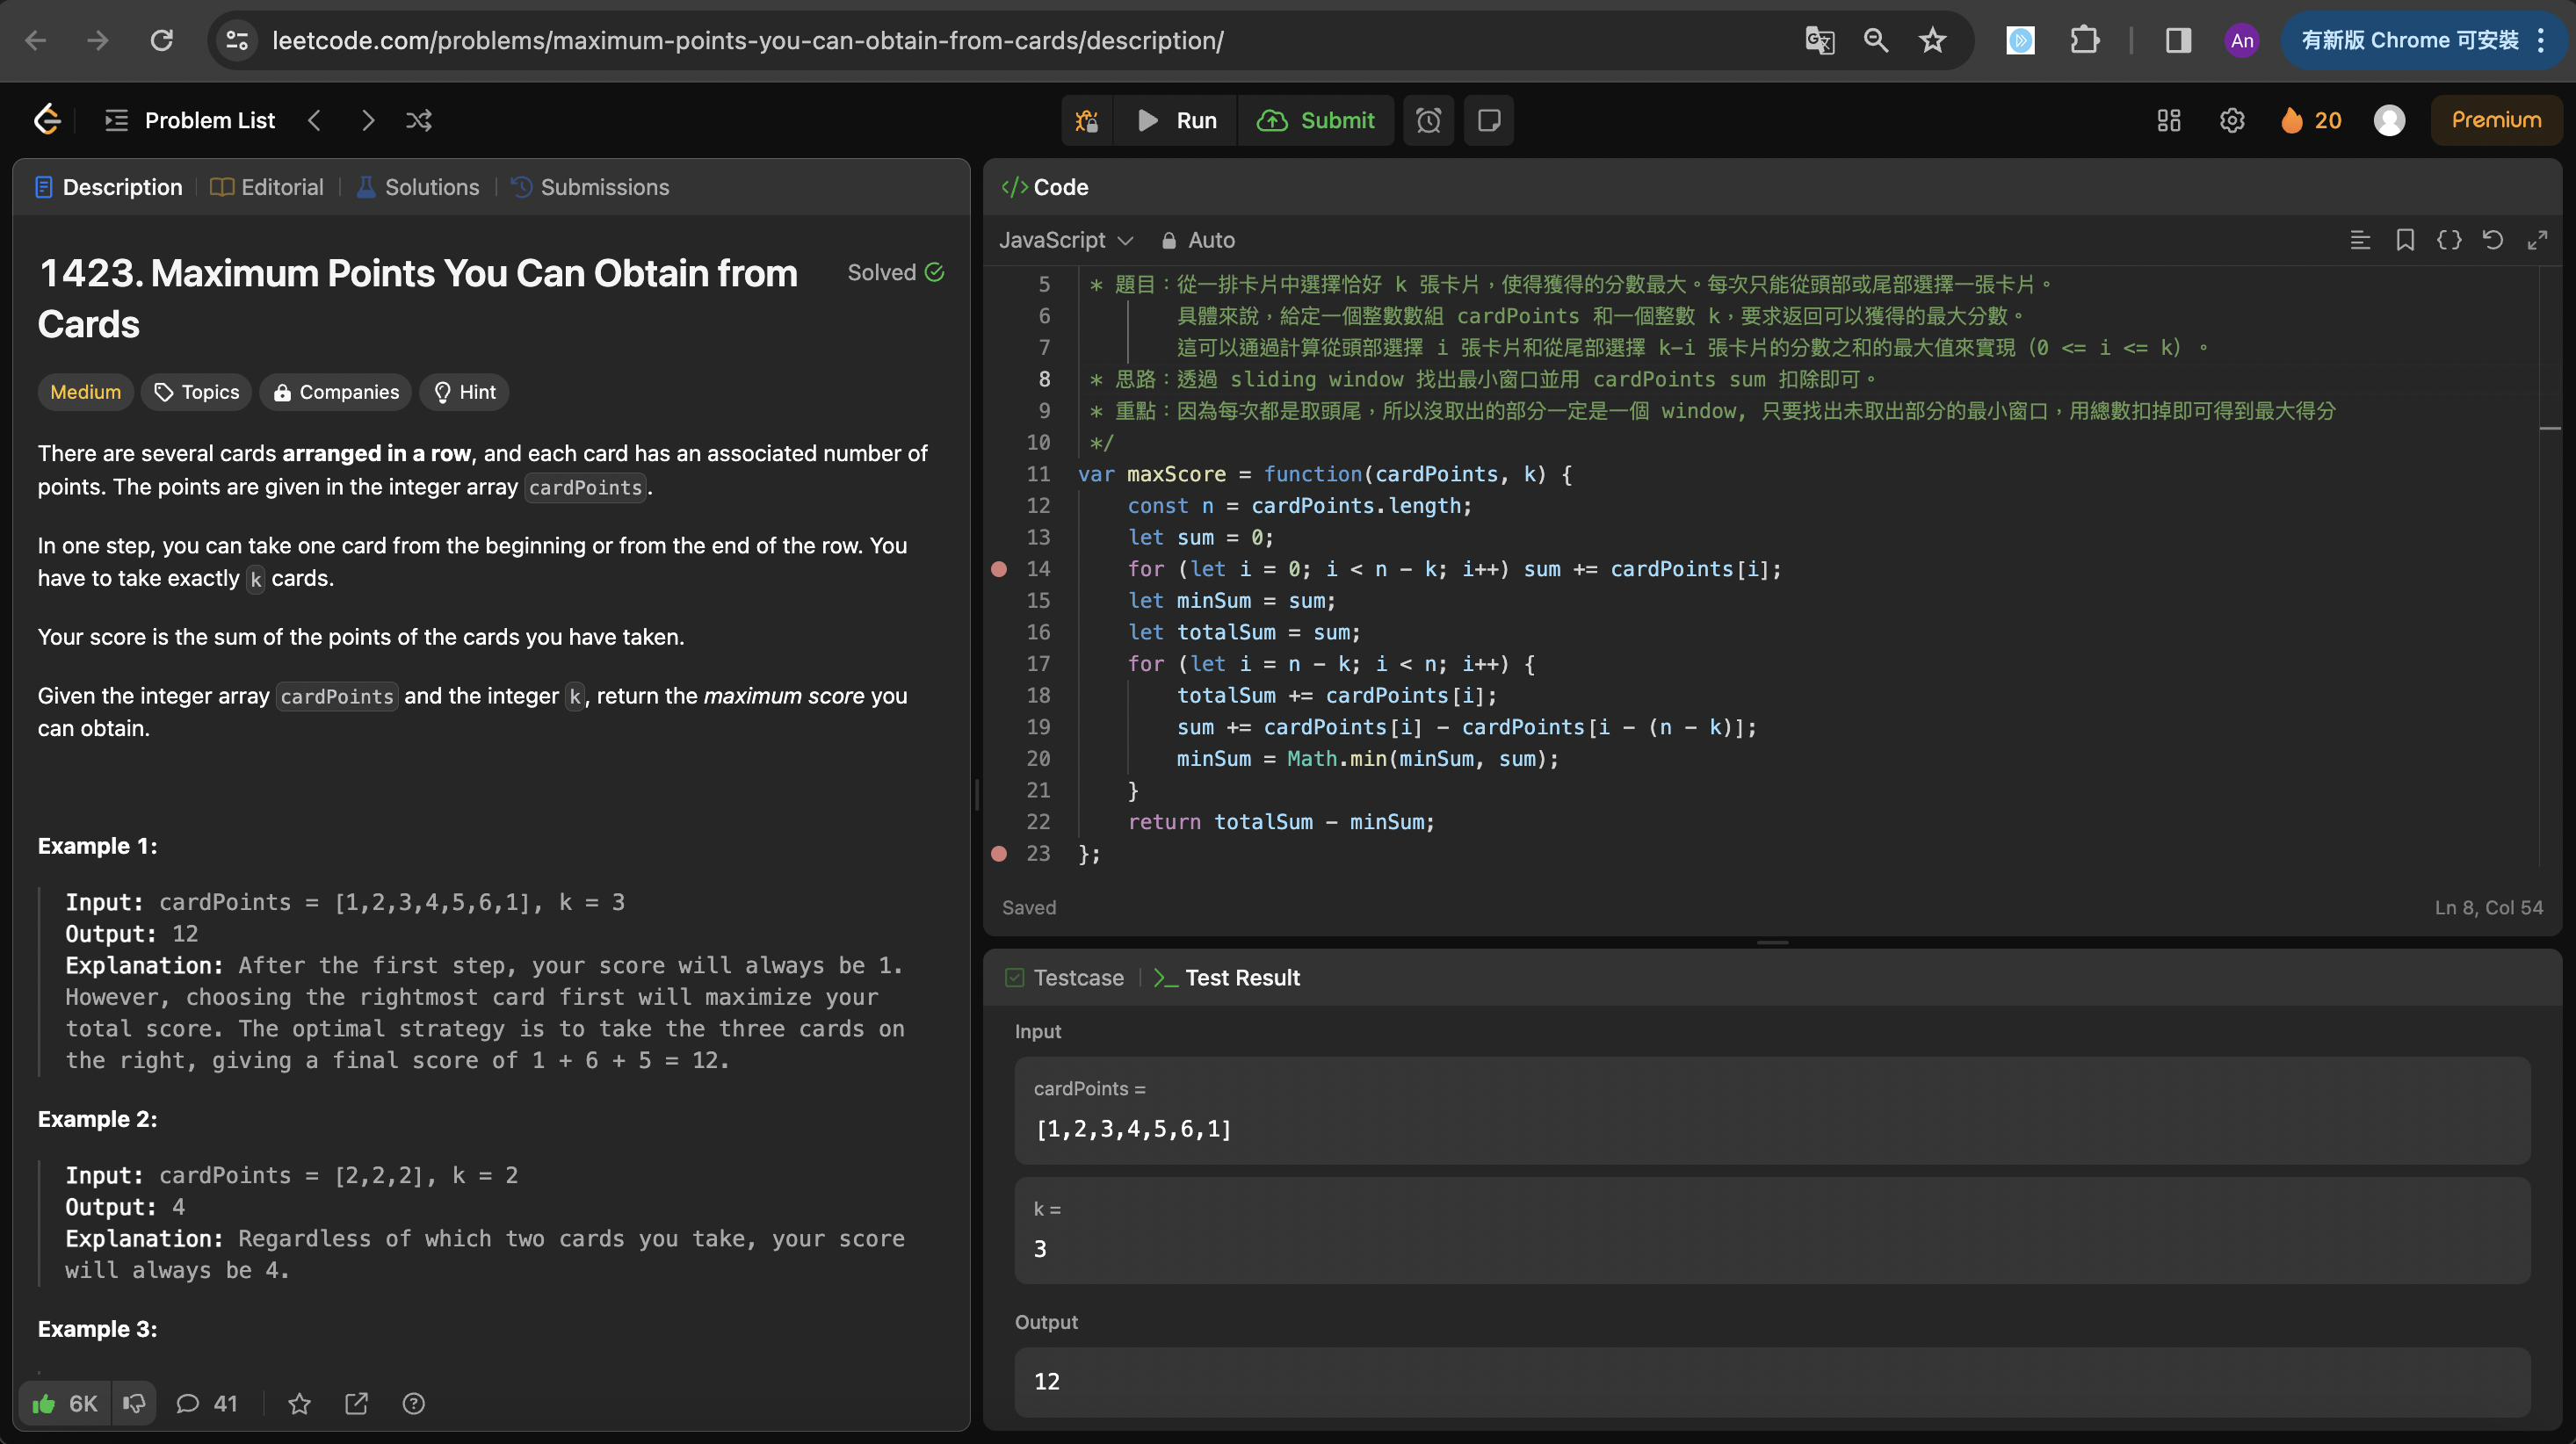 leetcode.com/problems/maximum-points-you-can-obtain-from-cards/description/
An
有新版 Chrome 可安裝
Problem List
Run
Submit
20
Premium
Description
Editorial
Solutions
Submissions
1423. Maximum Points You Can Obtain from
Cards
Solved
Medium
Topics
Companies
Hint
There are several cards arranged in a row, and each card has an associated number of
points. The points are given in the integer array cardPoints.
In one step, you can take one card from the beginning or from the end of the row. You
have to take exactly k cards.
Your score is the sum of the points of the cards you have taken.
Given the integer array cardPoints and the integer k, return the maximum score you
can obtain.
Example 1:
Input: cardPoints = [1,2,3,4,5,6,1], k = 3
Output: 12
Explanation: After the first step, your score will always be 1.
However, choosing the rightmost card first will maximize your
total score. The optimal strategy is to take the three cards on
the right, giving a final score of 1 + 6 + 5 = 12.
Example 2:
Input: cardPoints = [2,2,2], k = 2
Output: 4
Explanation: Regardless of which two cards you take, your score
will always be 4.
Example 3:
6K
41
</> Code
JavaScript
Auto
5 * 題目：從一排卡片中選擇恰好 k 張卡片，使得獲得的分數最大。每次只能從頭部或尾部選擇一張卡片。
6 具體來說，給定一個整數數組 cardPoints 和一個整數 k，要求返回可以獲得的最大分數。
7 這可以通過計算從頭部選擇 i 張卡片和從尾部選擇 k-i 張卡片的分數之和的最大值來實現（0 <= i <= k）。
8 * 思路：透過 sliding window 找出最小窗口並用 cardPoints sum 扣除即可。
9 * 重點：因為每次都是取頭尾，所以沒取出的部分一定是一個 window, 只要找出未取出部分的最小窗口，用總數扣掉即可得到最大得分
10 */
11 var maxScore = function(cardPoints, k) {
12 const n = cardPoints.length;
13 let sum = 0;
14 for (let i = 0; i < n - k; i++) sum += cardPoints[i];
15 let minSum = sum;
16 let totalSum = sum;
17 for (let i = n - k; i < n; i++) {
18 totalSum += cardPoints[i];
19 sum += cardPoints[i] - cardPoints[i - (n - k)];
20 minSum = Math.min(minSum, sum);
21 }
22 return totalSum - minSum;
23 };
Saved
Ln 8, Col 54
Testcase
Test Result
Input
cardPoints =
[1,2,3,4,5,6,1]
k =
3
Output
12